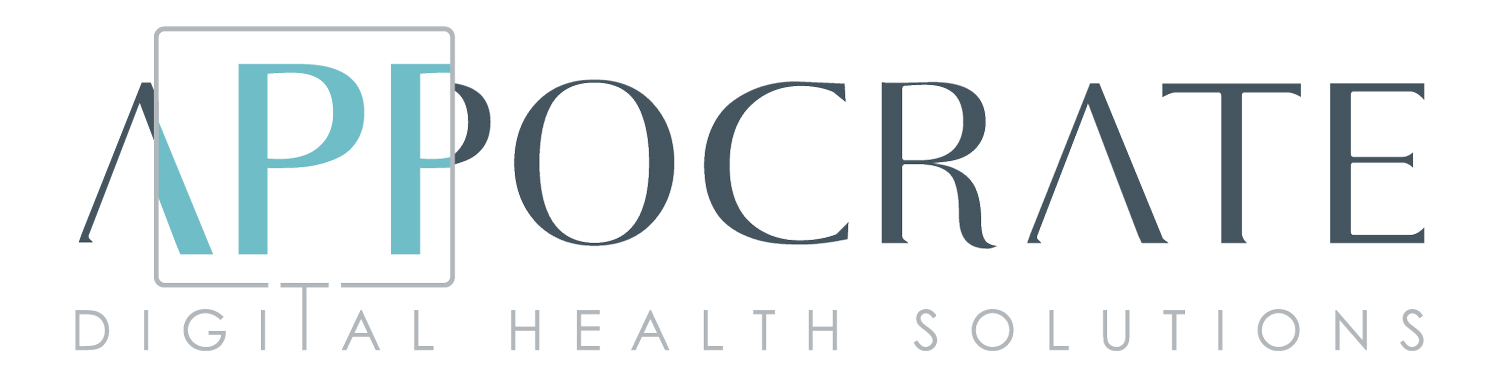 APPOCRATE
DIGITAL HEALTH SOLUTIONS